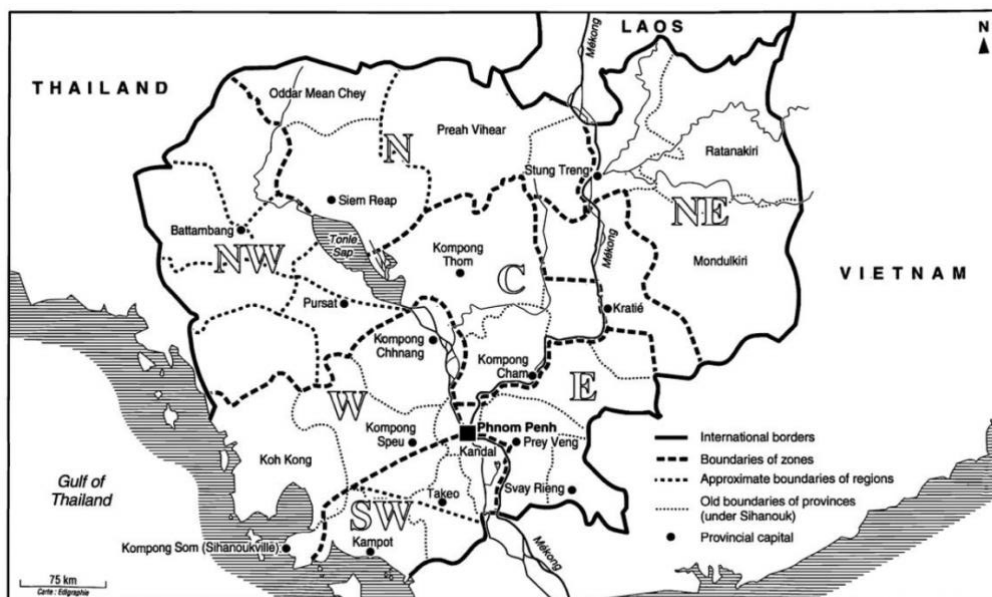 LAOS
N
THAILAND
Mékong
Oddar Mean Chey
Preah Vihear
N
Ratanakiri
Stung Treng
Siem Reap
NE
Battambang
Tonle
Sap
Kompong
Thom
Mékong
Mondulkiri
NW
C
VIETNAM
Pursat
Kratié
Kompong
Chhnang
Kompong
Cham
E
W
Phnom Penh
Kompong
Speu
Kandal
Prey Veng
Koh Kong
Gulf of
Thailand
Takeo
Svay Rieng
SW
Kompong Som (Sihanoukville)
Kampot
Mékong
International borders
Boundaries of zones
Approximate boundaries of regions
Old boundaries of provinces
(under Sihanouk)
Provincial capital
75 km
Carte : Edigraphie